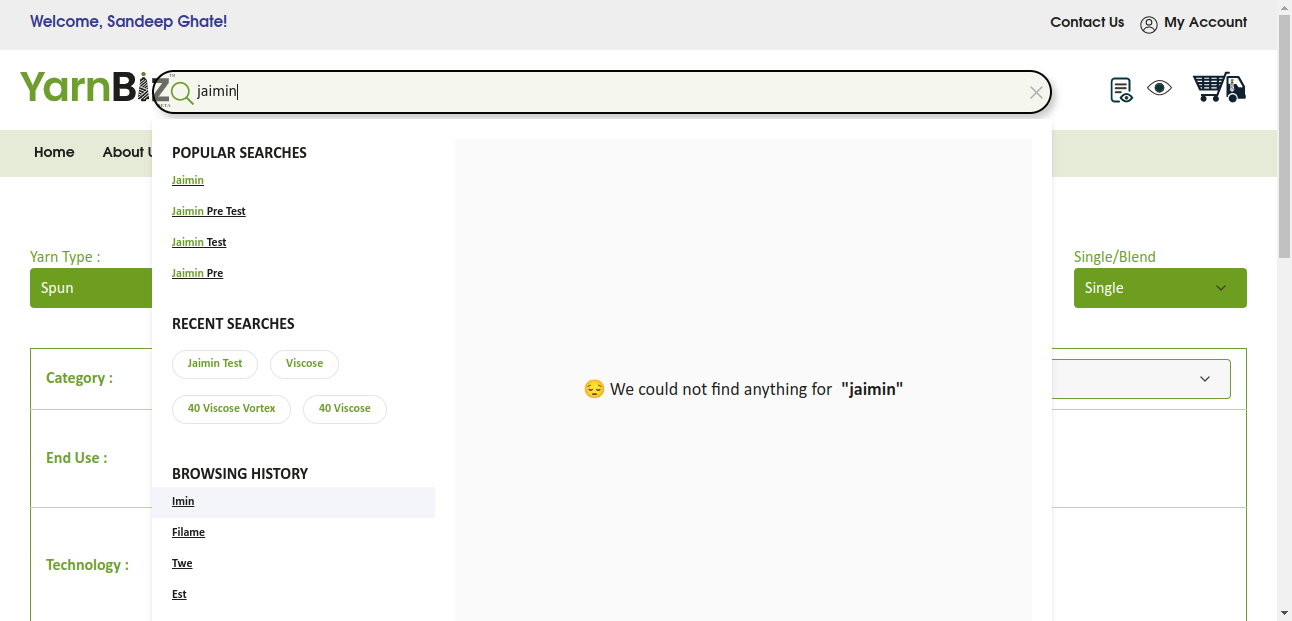 Welcome, Sandeep Ghate!
Contact Us
My Account
YarnBiz
TM
BETA
jaimin
Home
About U
POPULAR SEARCHES
Jaimin
Jaimin Pre Test
Jaimin Test
Jaimin Pre
Yarn Type :
Spun
Single/Blend
Single
RECENT SEARCHES
Jaimin Test
Viscose
40 Viscose Vortex
40 Viscose
Category :
End Use :
Technology :
😔 We could not find anything for "jaimin"
BROWSING HISTORY
Imin
Filame
Twe
Est